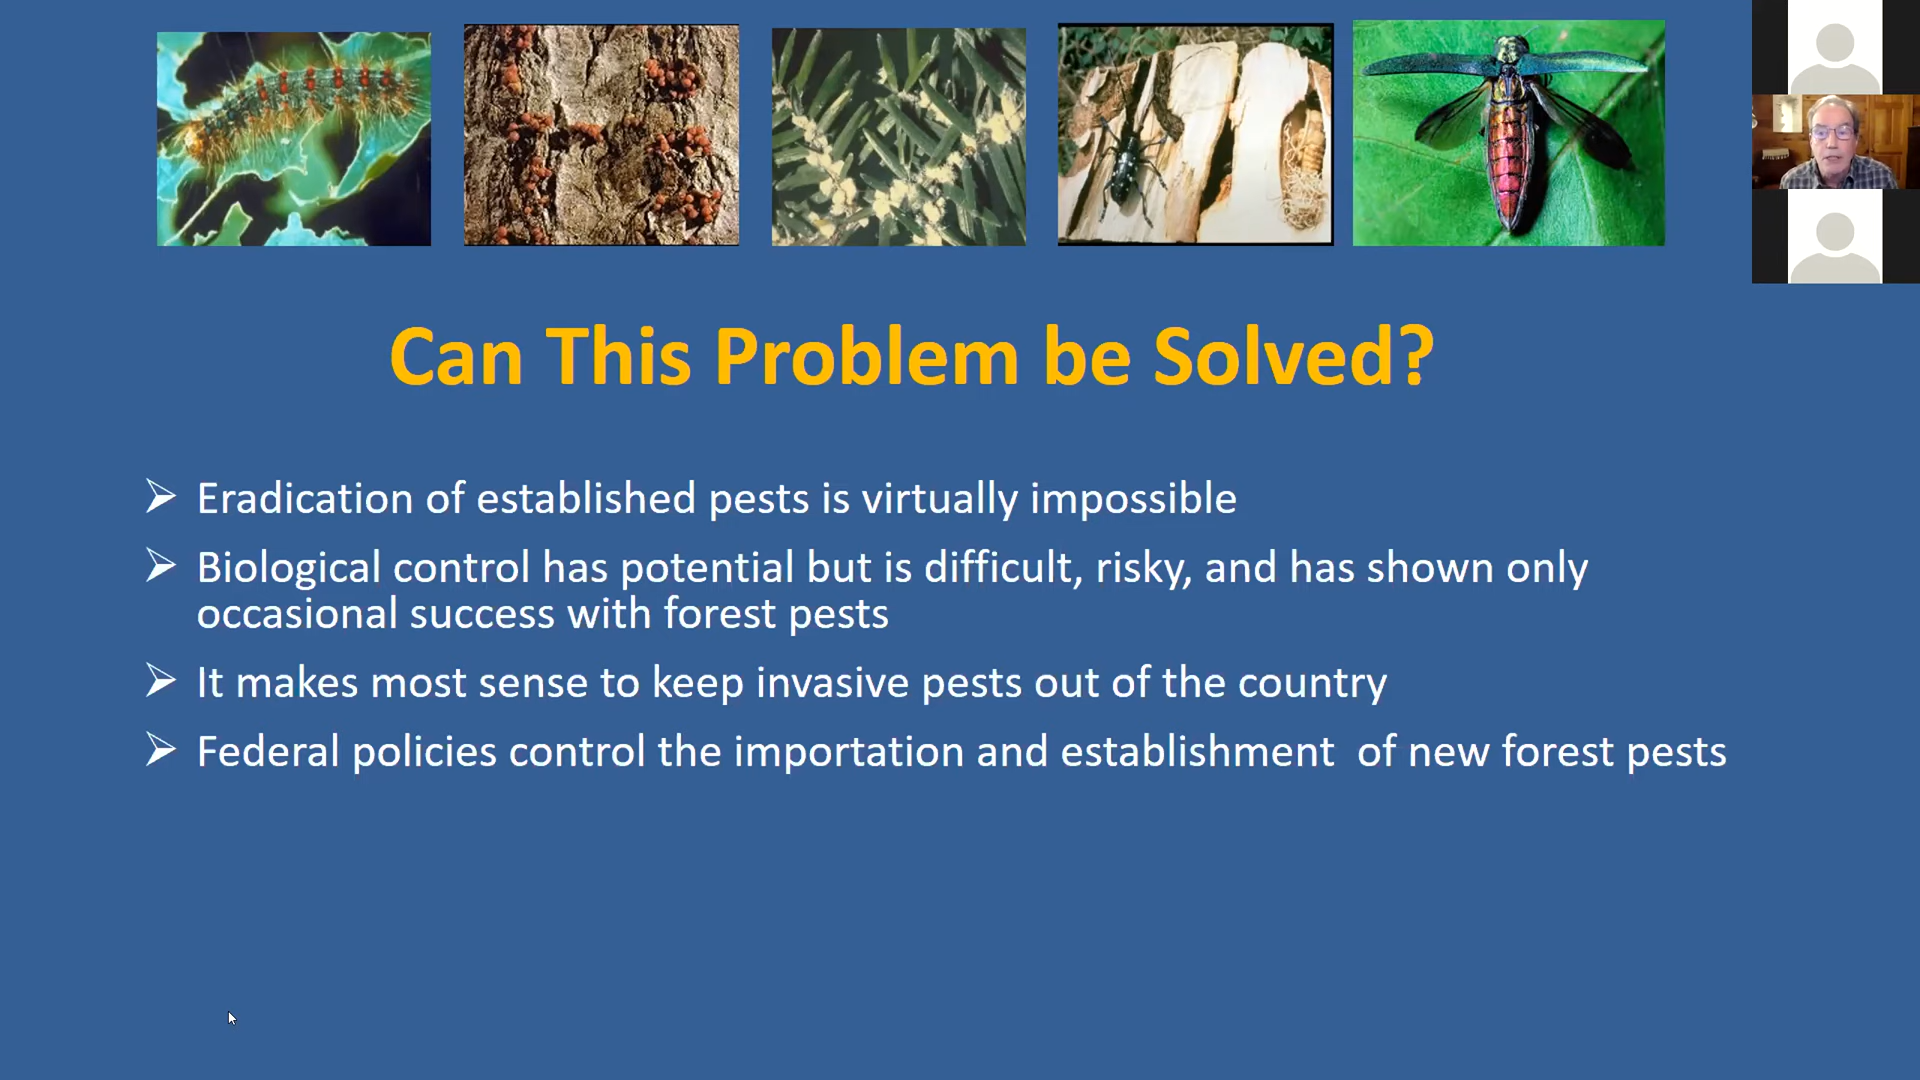 Can This Problem be Solved?
Eradication of established pests is virtually impossible
Biological control has potential but is difficult, risky, and has shown only
occasional success with forest pests
It makes most sense to keep invasive pests out of the country
Federal policies control the importation and establishment  of new forest pests